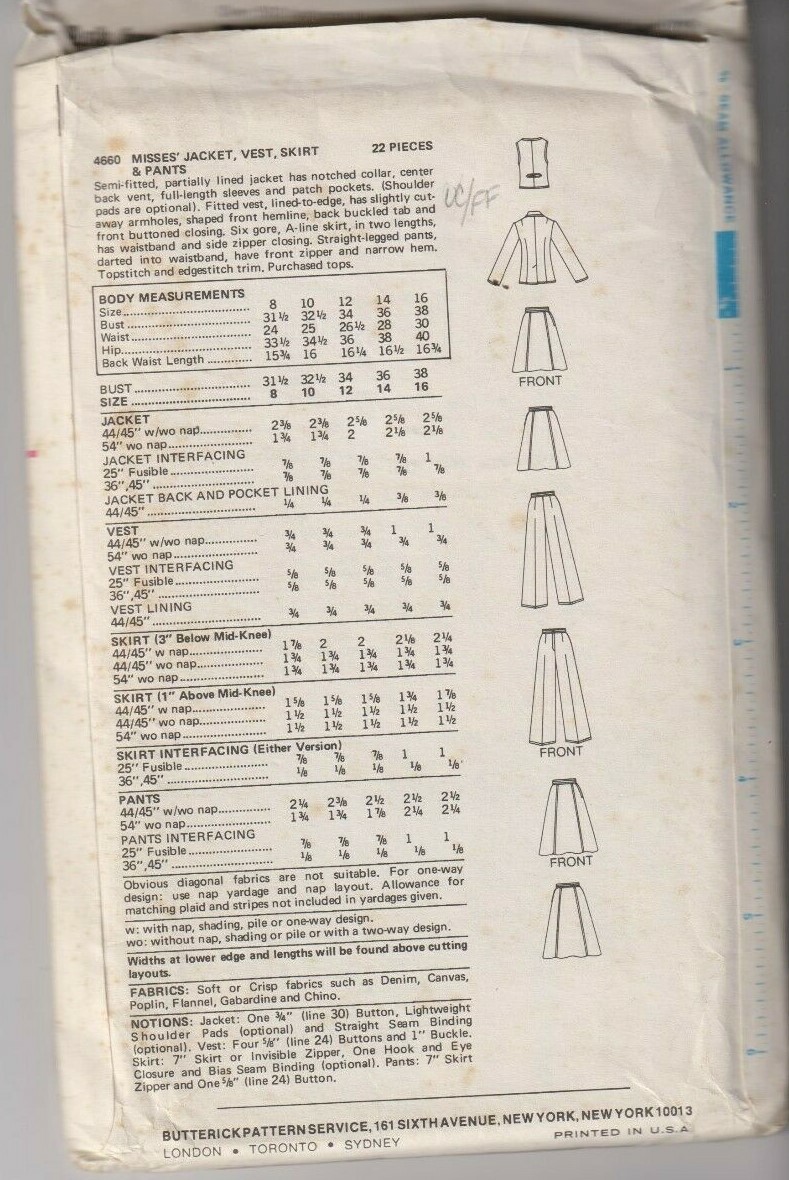 4660 MISSES' JACKET, VEST, SKIRT & PANTS 22 PIECES
Semi-fitted, partially lined jacket has notched collar, center
back vent, full-length sleeves and patch pockets. (Shoulder
pads are optional). Fitted vest, lined-to-edge, has slightly cut-
away armholes, shaped front hemline, back buckled tab and
front buttoned closing. Six gore, A-line skirt, in two lengths,
has waistband and side zipper closing. Straight-legged pants,
darted into waistband, have front zipper and narrow hem.
Topstitch and edgestitch trim. Purchased tops.
UC/FF
BODY MEASUREMENTS
Size 8 10 12 14 16
Bust 31½ 32½ 34 36 38
Waist 24 25 26½ 28 30
Hip 33½ 34½ 36 38 40
Back Waist Length 15¾ 16 16¼ 16½ 16¾
BUST 31½ 32½ 34 36 38
SIZE 8 10 12 14 16
JACKET
44/45" w/wo nap 2⅜ 2⅜ 2⅝ 2⅝ 2⅝
54" wo nap 1¾ 1¾ 2 2⅛ 2⅛
JACKET INTERFACING
25" Fusible ⅞ ⅞ ⅞ ⅞ 1
36",45" ⅞ ⅞ ⅞ ⅞ ⅞
JACKET BACK AND POCKET LINING
44/45" ¼ ¼ ¼ ⅜ ⅜
VEST
44/45" w/wo nap ¾ ¾ ¾ 1 1
54" wo nap ¾ ¾ ¾ ¾ ¾
VEST INTERFACING
25" Fusible ⅝ ⅝ ⅝ ⅝ ⅝
36",45" ⅝ ⅝ ⅝ ⅝ ⅝
VEST LINING
44/45" ¾ ¾ ¾ ¾ ¾
SKIRT (3" Below Mid-Knee)
44/45" w nap 1⅞ 2 2 2⅛ 2¼
44/45" wo nap 1¾ 1¾ 1¾ 1¾ 1¾
54" wo nap 1¾ 1¾ 1¾ 1¾ 1¾
SKIRT (1" Above Mid-Knee)
44/45" w nap 1⅝ 1⅝ 1⅝ 1¾ 1⅞
44/45" wo nap 1½ 1½ 1½ 1½ 1½
54" wo nap 1½ 1½ 1½ 1½ 1½
SKIRT INTERFACING (Either Version)
25" Fusible ⅞ ⅞ ⅞ 1 1
36",45" ⅛ ⅛ ⅛ ⅛ ⅛
PANTS
44/45" w/wo nap 2¼ 2⅜ 2½ 2½ 2½
54" wo nap 1¾ 1¾ 1⅞ 2¼ 2¼
PANTS INTERFACING
25" Fusible ⅞ ⅞ ⅞ 1 1
36",45" ⅛ ⅛ ⅛ ⅛ ⅛
Obvious diagonal fabrics are not suitable. For one-way
design: use nap yardage and nap layout. Allowance for
matching plaid and stripes not included in yardages given.
w: with nap, shading, pile or one-way design.
wo: without nap, shading or pile or with a two-way design.
Widths at lower edge and lengths will be found above cutting
layouts.
FABRICS: Soft or Crisp fabrics such as Denim, Canvas,
Poplin, Flannel, Gabardine and Chino.
NOTIONS: Jacket: One ¾" (line 30) Button, Lightweight
Shoulder Pads (optional) and Straight Seam Binding
(optional). Vest: Four ⅝" (line 24) Buttons and 1" Buckle.
Skirt: 7" Skirt or Invisible Zipper, One Hook and Eye
Closure and Bias Seam Binding (optional). Pants: 7" Skirt
Zipper and One ⅝" (line 24) Button.
FRONT
FRONT
FRONT
⅝ SEAM ALLOWANCE
BUTTERICK PATTERN SERVICE, 161 SIXTH AVENUE, NEW YORK, NEW YORK 10013
LONDON • TORONTO • SYDNEY
PRINTED IN U.S.A